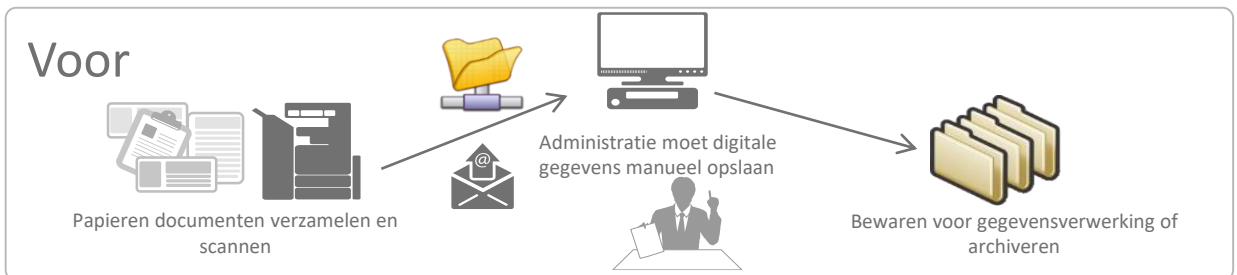 Voor
@
Administratie moet digitale
gegevens manueel opslaan
Papieren documenten verzamelen en
scannen
Bewaren voor gegevensverwerking of
archiveren